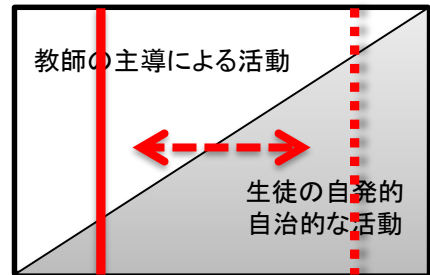 教師の主導による活動
生徒の自発的
自治的な活動